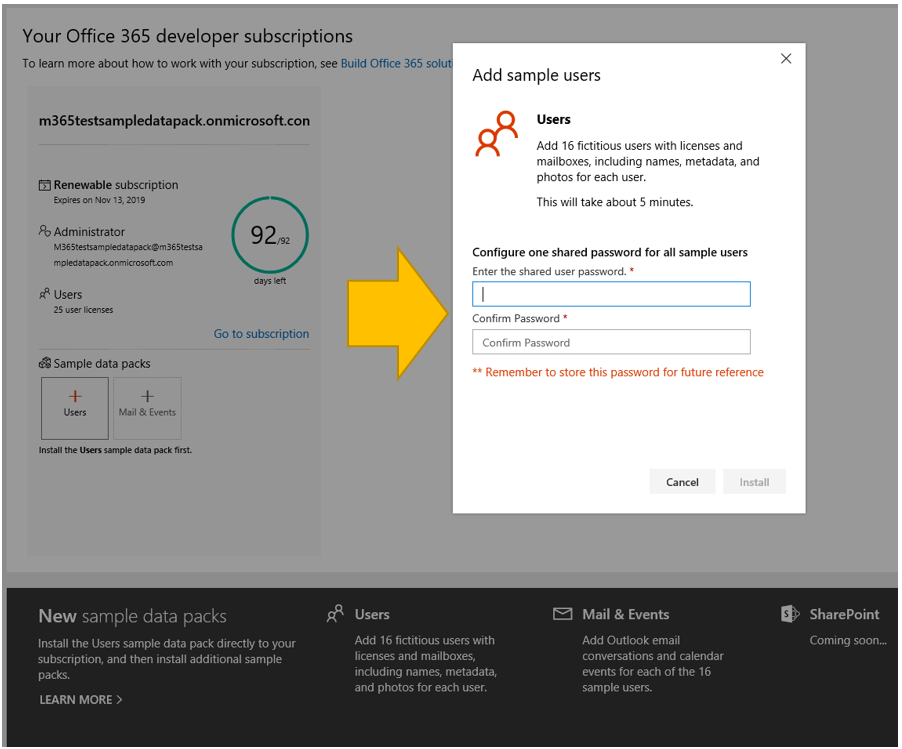 Your Office 365 developer subscriptions
To learn more about how to work with your subscription, see Build Office 365 soluti
m365testsampledatapack.onmicrosoft.con
Renewable subscription
Expires on Nov 13, 2019
Administrator
M365testsampledatapack@m365testsa
mpledatapack.onmicrosoft.com
92/92
days left
Users
25 user licenses
Go to subscription
Sample data packs
+
Users
+
Mail & Events
Install the Users sample data pack first.
Add sample users
Users
Add 16 fictitious users with licenses and
mailboxes, including names, metadata, and
photos for each user.
This will take about 5 minutes.
Configure one shared password for all sample users
Enter the shared user password. *
Confirm Password *
Confirm Password
** Remember to store this password for future reference
Cancel
Install
New sample data packs
Install the Users sample data pack directly to your
subscription, and then install additional sample
packs.
LEARN MORE >
Users
Add 16 fictitious users with
licenses and mailboxes,
including names, metadata,
and photos for each user.
Mail & Events
Add Outlook email
conversations and calendar
events for each of the 16
sample users.
SharePoint
Coming soon...